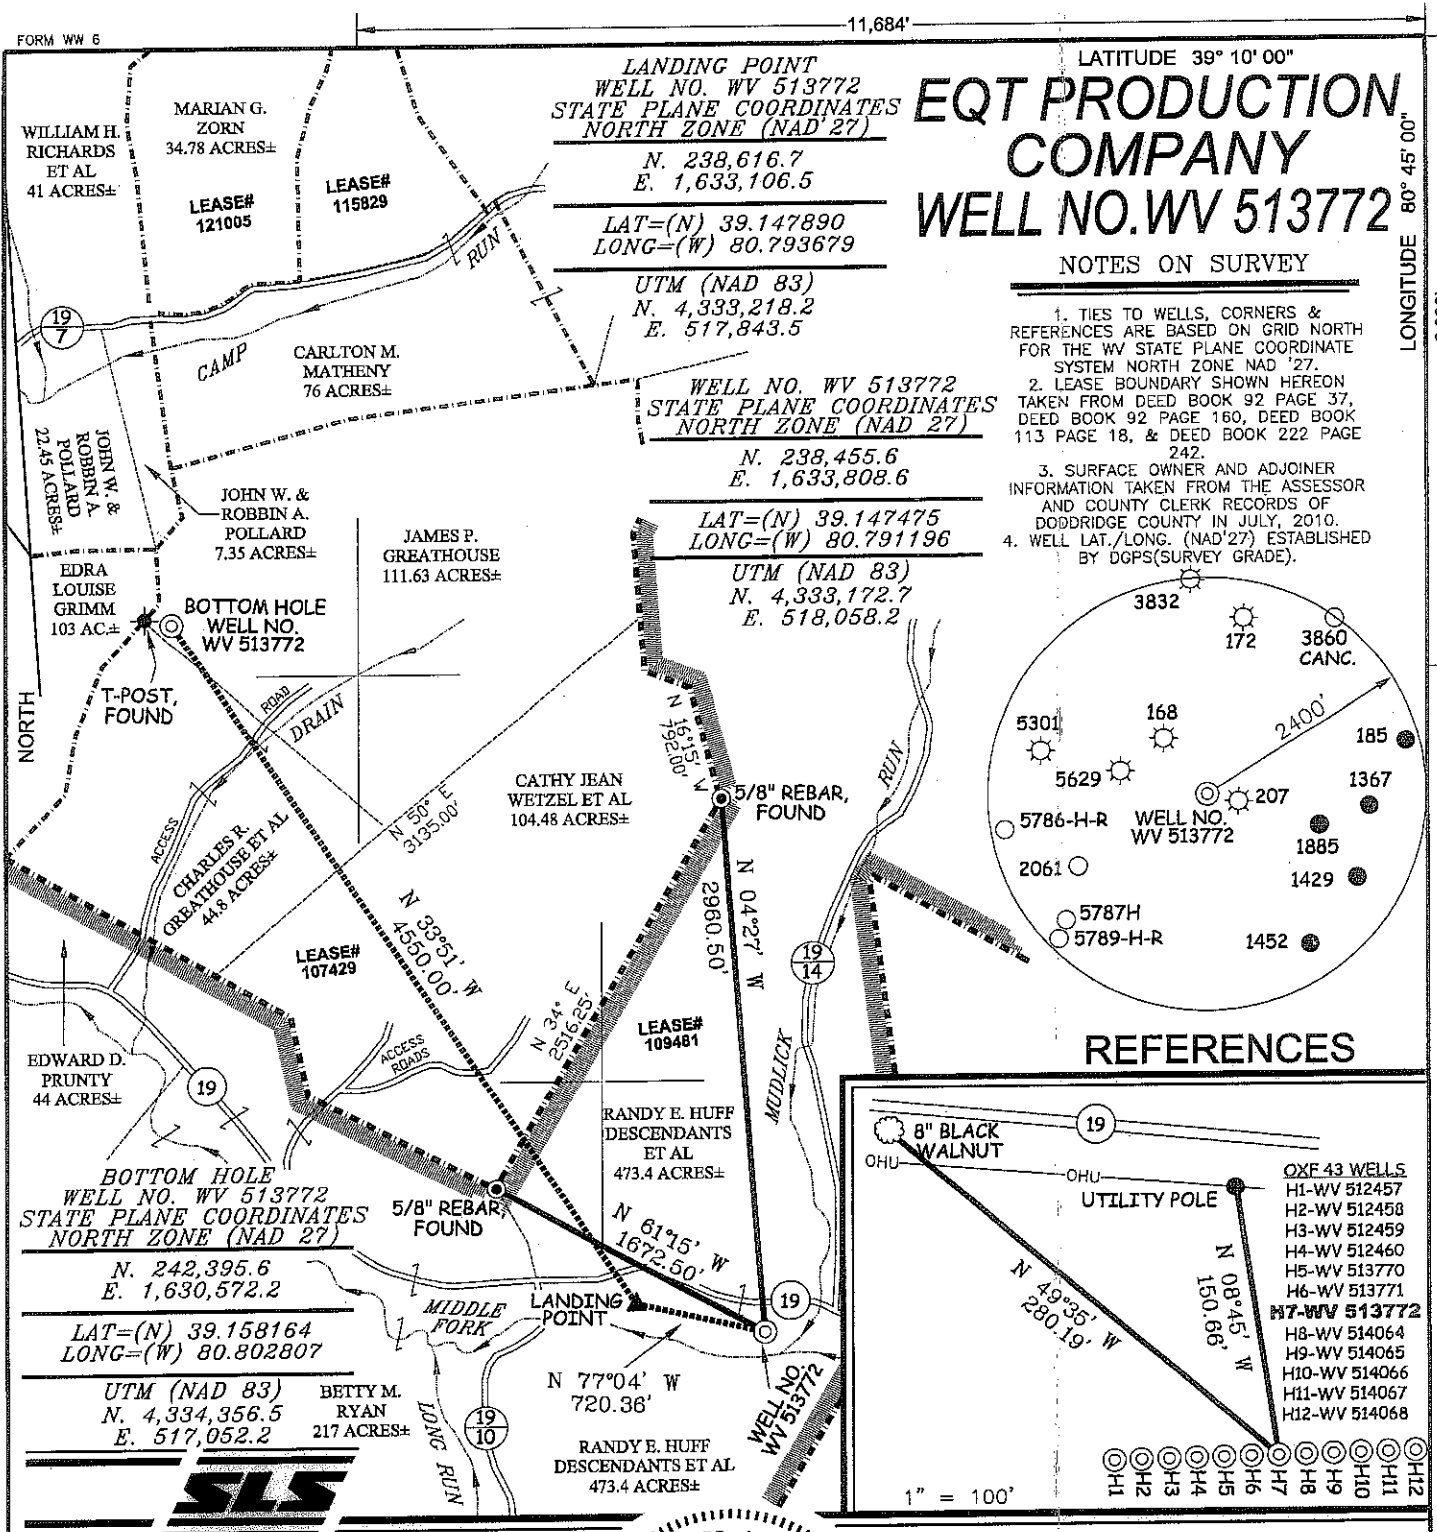 FORM WW 6
11,684'
LATITUDE 39° 10' 00"
EQT PRODUCTION
COMPANY
WELL NO. WV 513772
LONGITUDE 80° 45' 00"
LANDING POINT
WELL NO. WV 513772
STATE PLANE COORDINATES
NORTH ZONE (NAD'27)
N. 238,616.7
E. 1,633,106.5
LAT=(N) 39.147890
LONG=(W) 80.793679
UTM (NAD 83)
N. 4,333,218.2
E. 517,843.5
WILLIAM H.
RICHARDS
ET AL
41 ACRES±
MARIAN G.
ZORN
34.78 ACRES±
LEASE#
121005
LEASE#
115829
RUN
CAMP
19
7
CARLTON M.
MATHENY
76 ACRES±
NOTES ON SURVEY
1. TIES TO WELLS, CORNERS &
REFERENCES ARE BASED ON GRID NORTH
FOR THE WV STATE PLANE COORDINATE
SYSTEM NORTH ZONE NAD '27.
2. LEASE BOUNDARY SHOWN HEREON
TAKEN FROM DEED BOOK 92 PAGE 37,
DEED BOOK 92 PAGE 160, DEED BOOK
113 PAGE 18, & DEED BOOK 222 PAGE
242.
3. SURFACE OWNER AND ADJOINER
INFORMATION TAKEN FROM THE ASSESSOR
AND COUNTY CLERK RECORDS OF
DODDRIDGE COUNTY IN JULY, 2010.
4. WELL LAT./LONG. (NAD'27) ESTABLISHED
BY DGPS(SURVEY GRADE).
WELL NO. WV 513772
STATE PLANE COORDINATES
NORTH ZONE (NAD 27)
N. 238,455.6
E. 1,633,808.6
LAT=(N) 39.147475
LONG=(W) 80.791196
UTM (NAD 83)
N. 4,333,172.7
E. 518,058.2
JOHN W. &
ROBBIN A.
POLLARD
22.45 ACRES±
JOHN W. &
ROBBIN A.
POLLARD
7.35 ACRES±
JAMES P.
GREATHOUSE
111.63 ACRES±
EDRA
LOUISE
GRIMM
103 AC.±
BOTTOM HOLE
WELL NO.
WV 513772
T-POST,
FOUND
NORTH
ROAD
DRAIN
ACCESS
N 16°15' W
792.00'
CATHY JEAN
WETZEL ET AL
104.48 ACRES±
5/8" REBAR,
FOUND
N 50° E
3135.00'
CHARLES R.
GREATHOUSE ET AL
44.8 ACRES±
N 33°51' W
4550.00'
LEASE#
107429
N 04°27' W
2960.50'
N 34° E
2516.25'
RUN
19
14
MUDLICK
LEASE#
109481
3832
172
3860
CANC.
5301
168
2400'
185
5629
1367
207
WELL NO.
WV 513772
5786-H-R
1885
2061
1429
5787H
5789-H-R
1452
EDWARD D.
PRUNTY
44 ACRES±
19
ACCESS
ROADS
RANDY E. HUFF
DESCENDANTS
ET AL
473.4 ACRES±
BOTTOM HOLE
WELL NO. WV 513772
STATE PLANE COORDINATES
NORTH ZONE (NAD 27)
N. 242,395.6
E. 1,630,572.2
LAT=(N) 39.158164
LONG=(W) 80.802807
UTM (NAD 83)
N. 4,334,356.5
E. 517,052.2
5/8" REBAR,
FOUND
N 61°15' W
1672.50'
19
LANDING
POINT
MIDDLE
FORK
N 77°04' W
720.36'
WELL NO.
WV 513772
BETTY M.
RYAN
217 ACRES±
LONG RUN
19
10
RANDY E. HUFF
DESCENDANTS ET AL
473.4 ACRES±
SLS
REFERENCES
19
8" BLACK
WALNUT
OHU
OHU
UTILITY POLE
N 49°35' W
280.19'
N 08°45' W
150.66'
OXF 43 WELLS
H1-WV 512457
H2-WV 512458
H3-WV 512459
H4-WV 512460
H5-WV 513770
H6-WV 513771
H7-WV 513772
H8-WV 514064
H9-WV 514065
H10-WV 514066
H11-WV 514067
H12-WV 514068
1" = 100'
H1
H2
H3
H4
H5
H6
H7
H8
H9
H10
H11
H12